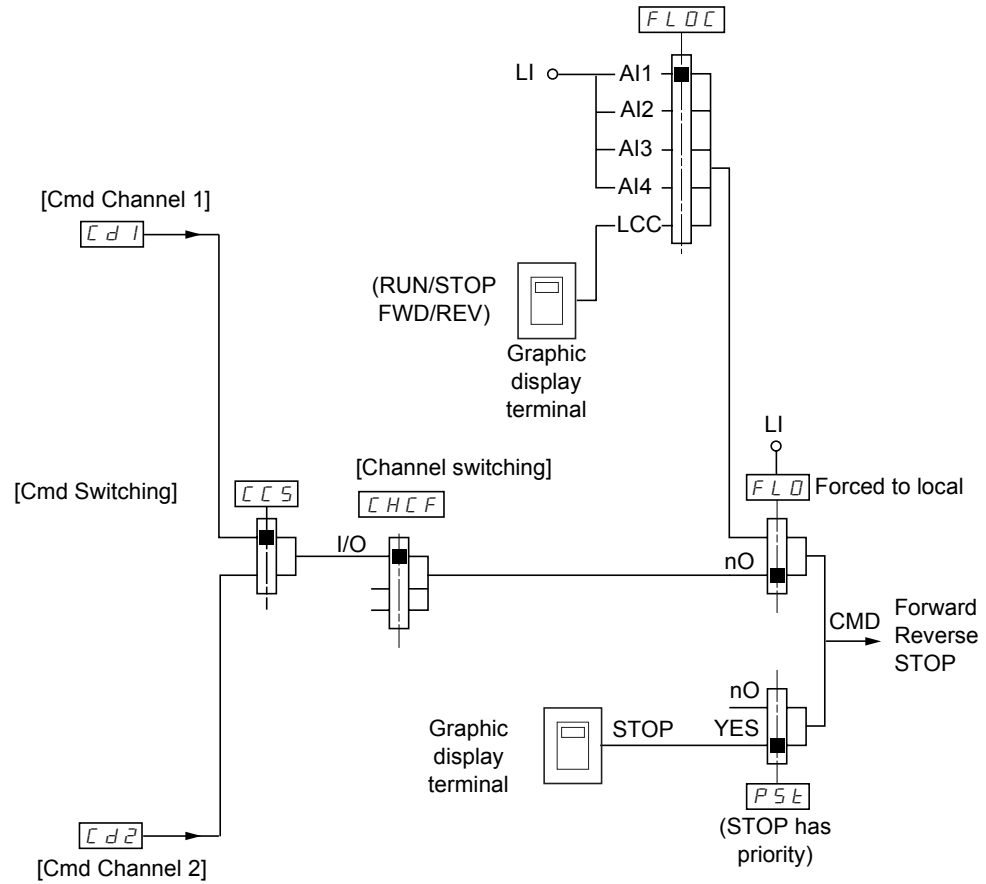 FLOC
LI
AI1
AI2
AI3
AI4
LCC
[Cmd Channel 1]
Cd1
(RUN/STOP
FWD/REV)
Graphic
display
terminal
LI
[Channel switching]
[Cmd Switching]
CCS
CHCF
FLO
Forced to local
I/O
nO
CMD
Forward
Reverse
STOP
nO
Graphic
display
terminal
STOP
YES
PSt
(STOP has
priority)
Cd2
[Cmd Channel 2]